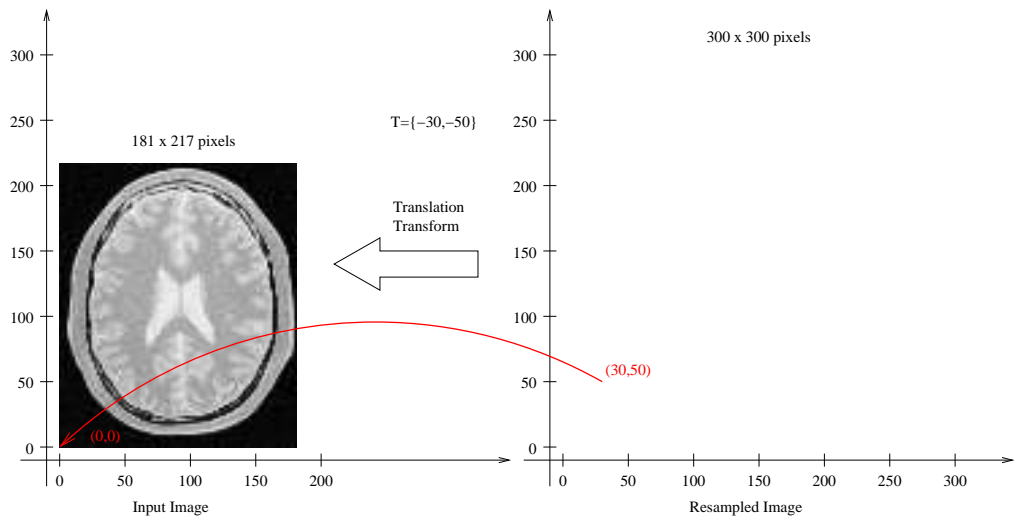 300 x 300 pixels
T={−30,−50}
181 x 217 pixels
Translation
Transform
300
250
200
150
100
50
0
0 50 100 150 200
Input Image
(0,0)
300
250
200
150
100
50
0
0 50 100 150 200 250 300
Resampled Image
(30,50)